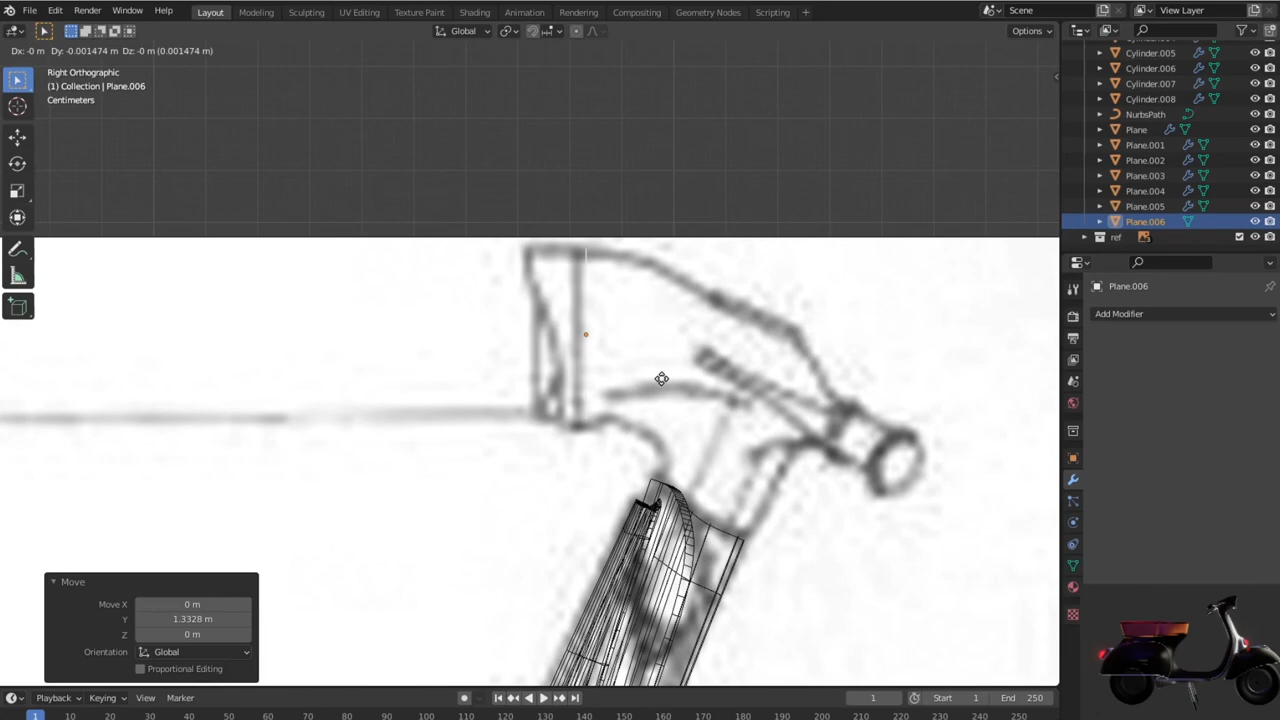 File Edit Render Window Help Layout Modeling Sculpting UV Editing Texture Paint Shading Animation Rendering Compositing Geometry Nodes Scripting + Scene View Layer
Global Options
Dx: -0 m Dy: -0.001474 m Dz: -0 m (0.001474 m)
Right Orthographic
(1) Collection | Plane.006
Centimeters
Cylinder.005
Cylinder.006
Cylinder.007
Cylinder.008
NurbsPath
Plane
Plane.001
Plane.002
Plane.003
Plane.004
Plane.005
Plane.006
ref
Plane.006
Add Modifier
Move
Move X 0 m
Y 1.3328 m
Z 0 m
Orientation Global
Proportional Editing
Playback Keying View Marker 1 Start 1 End 250
1 10 20 30 40 50 60 70 80 90 100 110 120 130 140 150 160 170 180 190 200 210 220 230 240 250